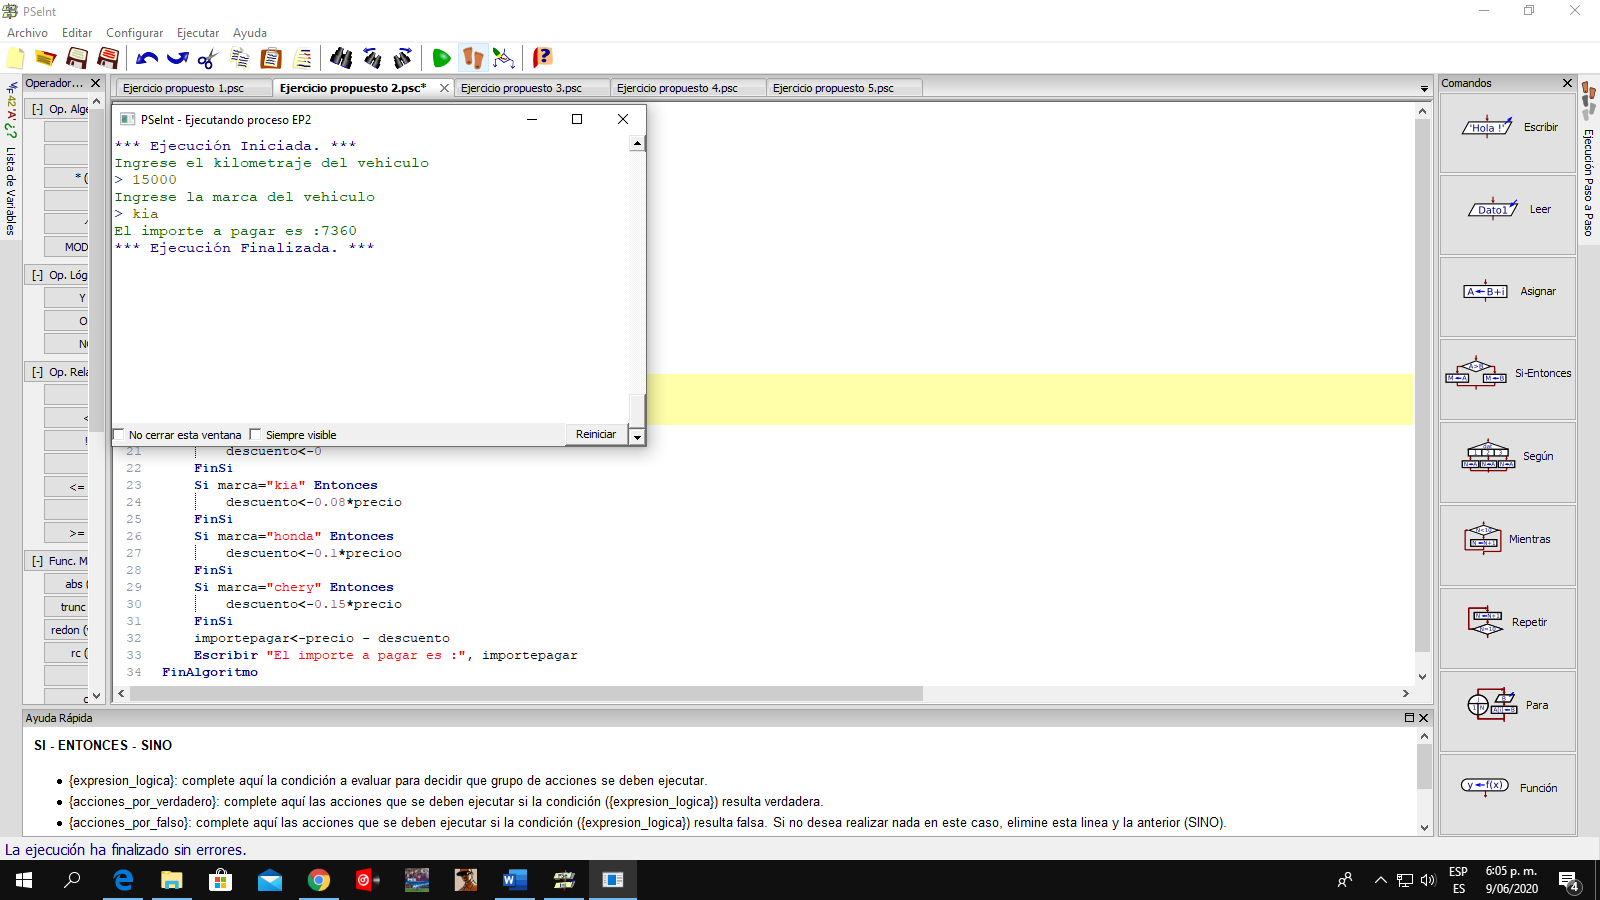 PSeInt
Archivo Editar Configurar Ejecutar Ayuda
Operador...
Ejercicio propuesto 1.psc
Ejercicio propuesto 2.psc*
Ejercicio propuesto 3.psc
Ejercicio propuesto 4.psc
Ejercicio propuesto 5.psc
Comandos
Lista de Variables
[-] Op. Alge
* (
^
MOD
[-] Op. Lóg
Y
O
[-] Op. Rela
<
!
<=
>=
[-] Func. M
abs (
trunc
redon (
rc (
PSeInt - Ejecutando proceso EP2
*** Ejecución Iniciada. ***
Ingrese el kilometraje del vehiculo
> 15000
Ingrese la marca del vehiculo
> kia
El importe a pagar es :7360
*** Ejecución Finalizada. ***
No cerrar esta ventana
Siempre visible
Reiniciar
21 descuento<-0
22 FinSi
23 Si marca="kia" Entonces
24 descuento<-0.08*precio
25 FinSi
26 Si marca="honda" Entonces
27 descuento<-0.1*precioo
28 FinSi
29 Si marca="chery" Entonces
30 descuento<-0.15*precio
31 FinSi
32 importepagar<-precio - descuento
33 Escribir "El importe a pagar es :", importepagar
34 FinAlgoritmo
'Hola !' Escribir
Dato1 Leer
A←B+i Asignar
A>B M←A M←B Si-Entonces
Según
Mientras
Repetir
Para
y←f(x) Función
Ejecución Paso a Paso
Ayuda Rápida
SI - ENTONCES - SINO
• {expresion_logica}: complete aquí la condición a evaluar para decidir que grupo de acciones se deben ejecutar.
• {acciones_por_verdadero}: complete aquí las acciones que se deben ejecutar si la condición ({expresion_logica}) resulta verdadera.
• {acciones_por_falso}: complete aquí las acciones que se deben ejecutar si la condición ({expresion_logica}) resulta falsa. Si no desea realizar nada en este caso, elimine esta linea y la anterior (SINO).
La ejecución ha finalizado sin errores.
ESP
ES
6:05 p. m.
9/06/2020
4